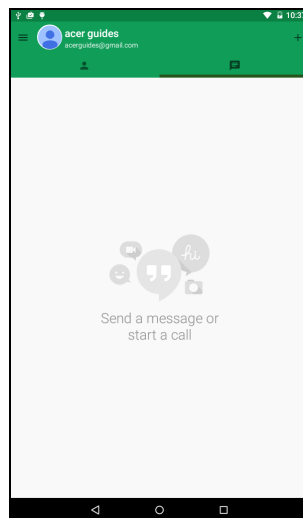 10:37
acer guides
acerguides@gmail.com
hi
Send a message or
start a call